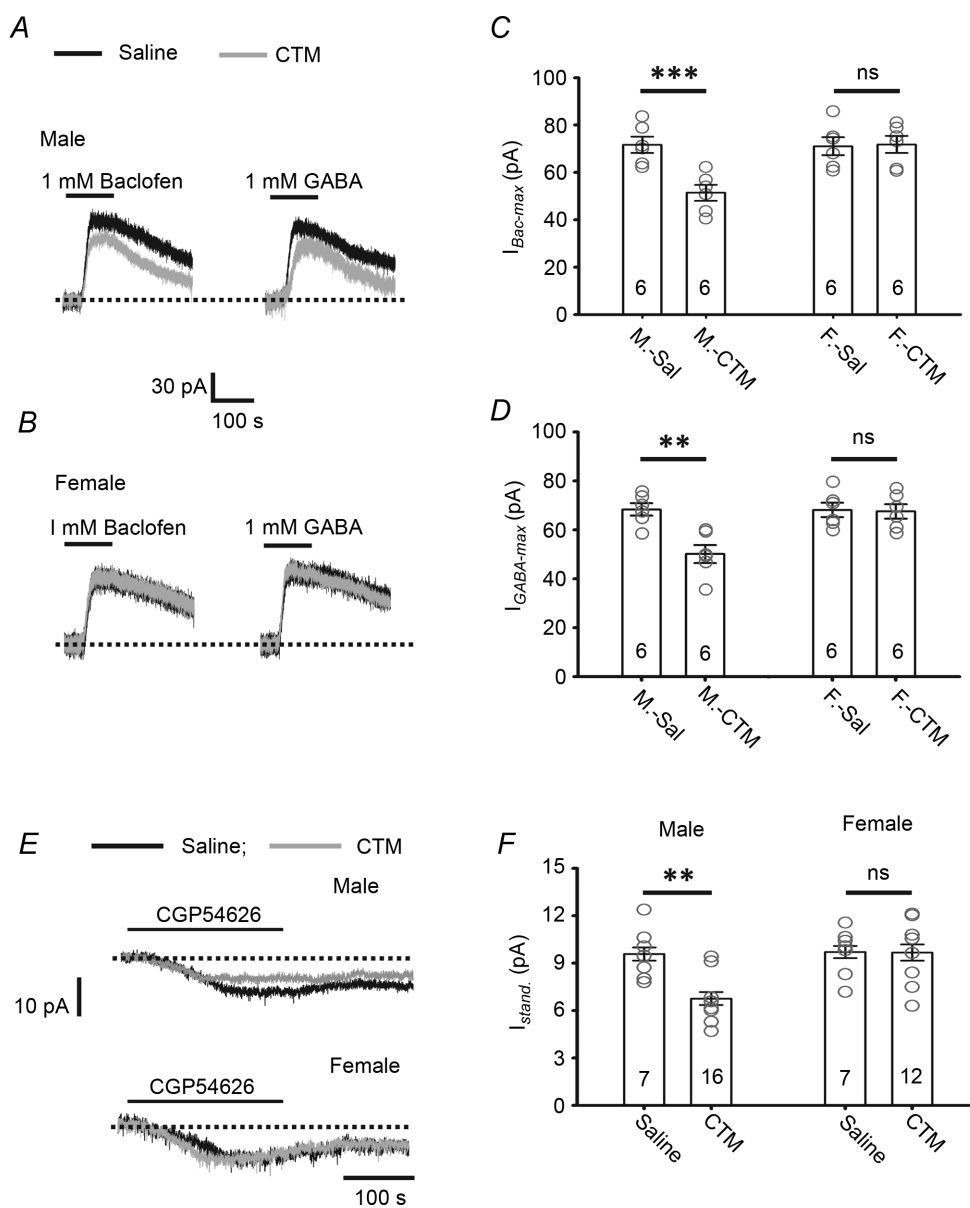 A
Saline CTM
Male
1 mM Baclofen 1 mM GABA
30 pA
100 s
B
Female
I mM Baclofen 1 mM GABA
C
I Bac-max (pA)
100
80
60
40
20
0
*** ns
6 6 6 6
M.-Sal M.-CTM F.-Sal F.-CTM
D
I GABA-max (pA)
100
80
60
40
20
0
** ns
6 6 6 6
M.-Sal M.-CTM F.-Sal F.-CTM
E
Saline; CTM
Male
CGP54626
10 pA
Female
CGP54626
100 s
F
Male Female
I stand. (pA)
15
12
9
6
3
0
** ns
7 16 7 12
Saline CTM Saline CTM